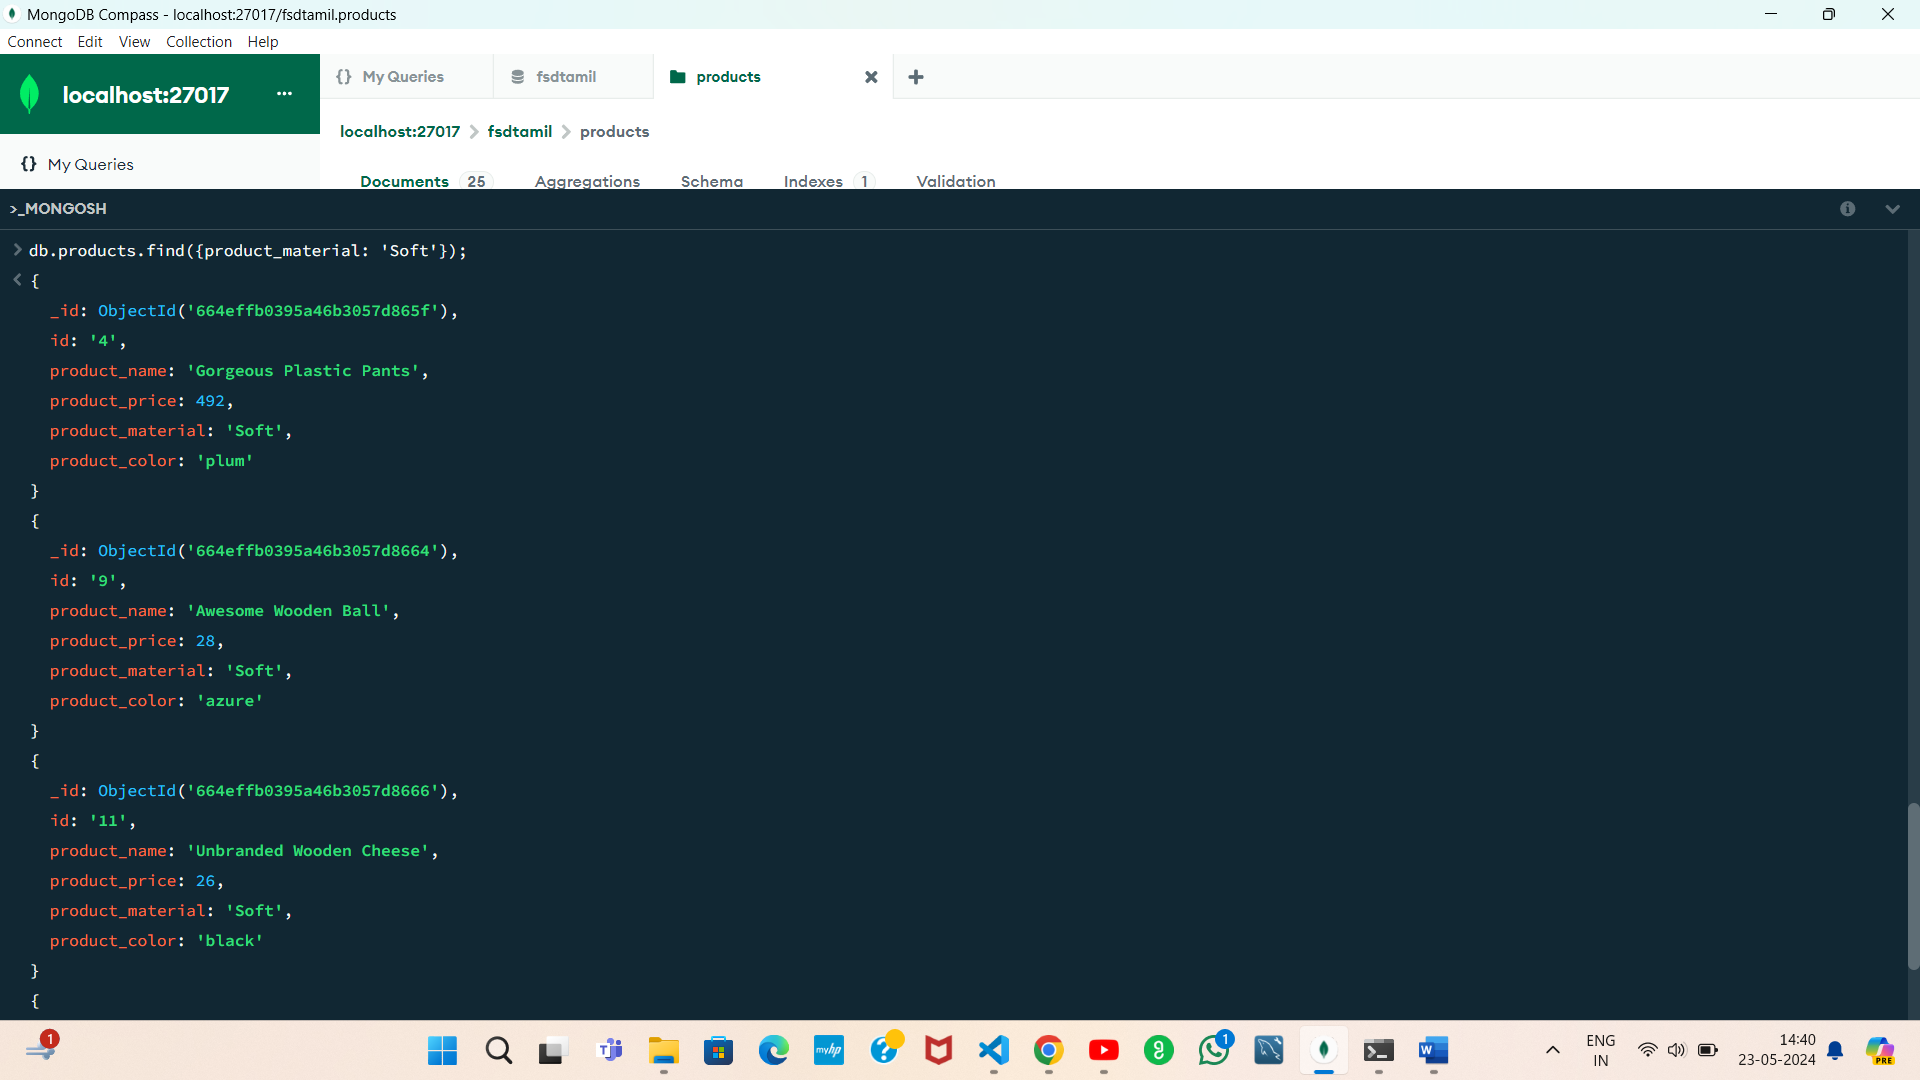 MongoDB Compass - localhost:27017/fsdtamil.products
Connect Edit View Collection Help
localhost:27017 ···
{} My Queries fsdtamil products
localhost:27017 > fsdtamil > products
{} My Queries
Documents 25 Aggregations Schema Indexes 1 Validation
>_MONGOSH
> db.products.find({product_material: 'Soft'});
< {
_id: ObjectId('664effb0395a46b3057d865f'),
id: '4',
product_name: 'Gorgeous Plastic Pants',
product_price: 492,
product_material: 'Soft',
product_color: 'plum'
}
{
_id: ObjectId('664effb0395a46b3057d8664'),
id: '9',
product_name: 'Awesome Wooden Ball',
product_price: 28,
product_material: 'Soft',
product_color: 'azure'
}
{
_id: ObjectId('664effb0395a46b3057d8666'),
id: '11',
product_name: 'Unbranded Wooden Cheese',
product_price: 26,
product_material: 'Soft',
product_color: 'black'
}
{
1
myhp
1
ENG
IN
14:40
23-05-2024
PRE